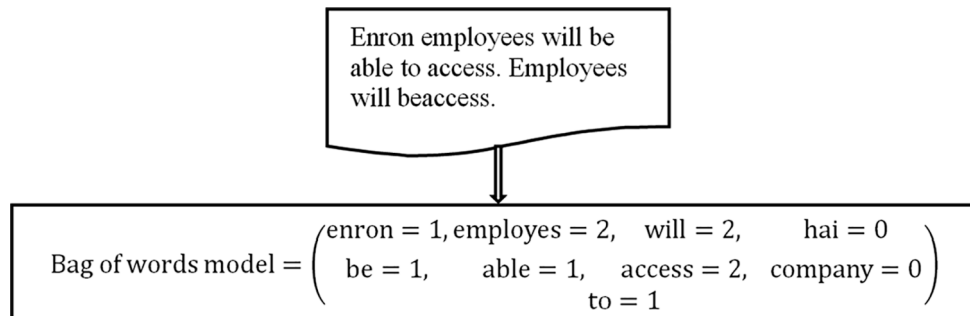 Enron employees will be
able to access. Employees
will beaccess.
enron = 1, employes = 2, will = 2, hai = 0
Bag of words model =
be = 1, able = 1, access = 2, company = 0
to = 1